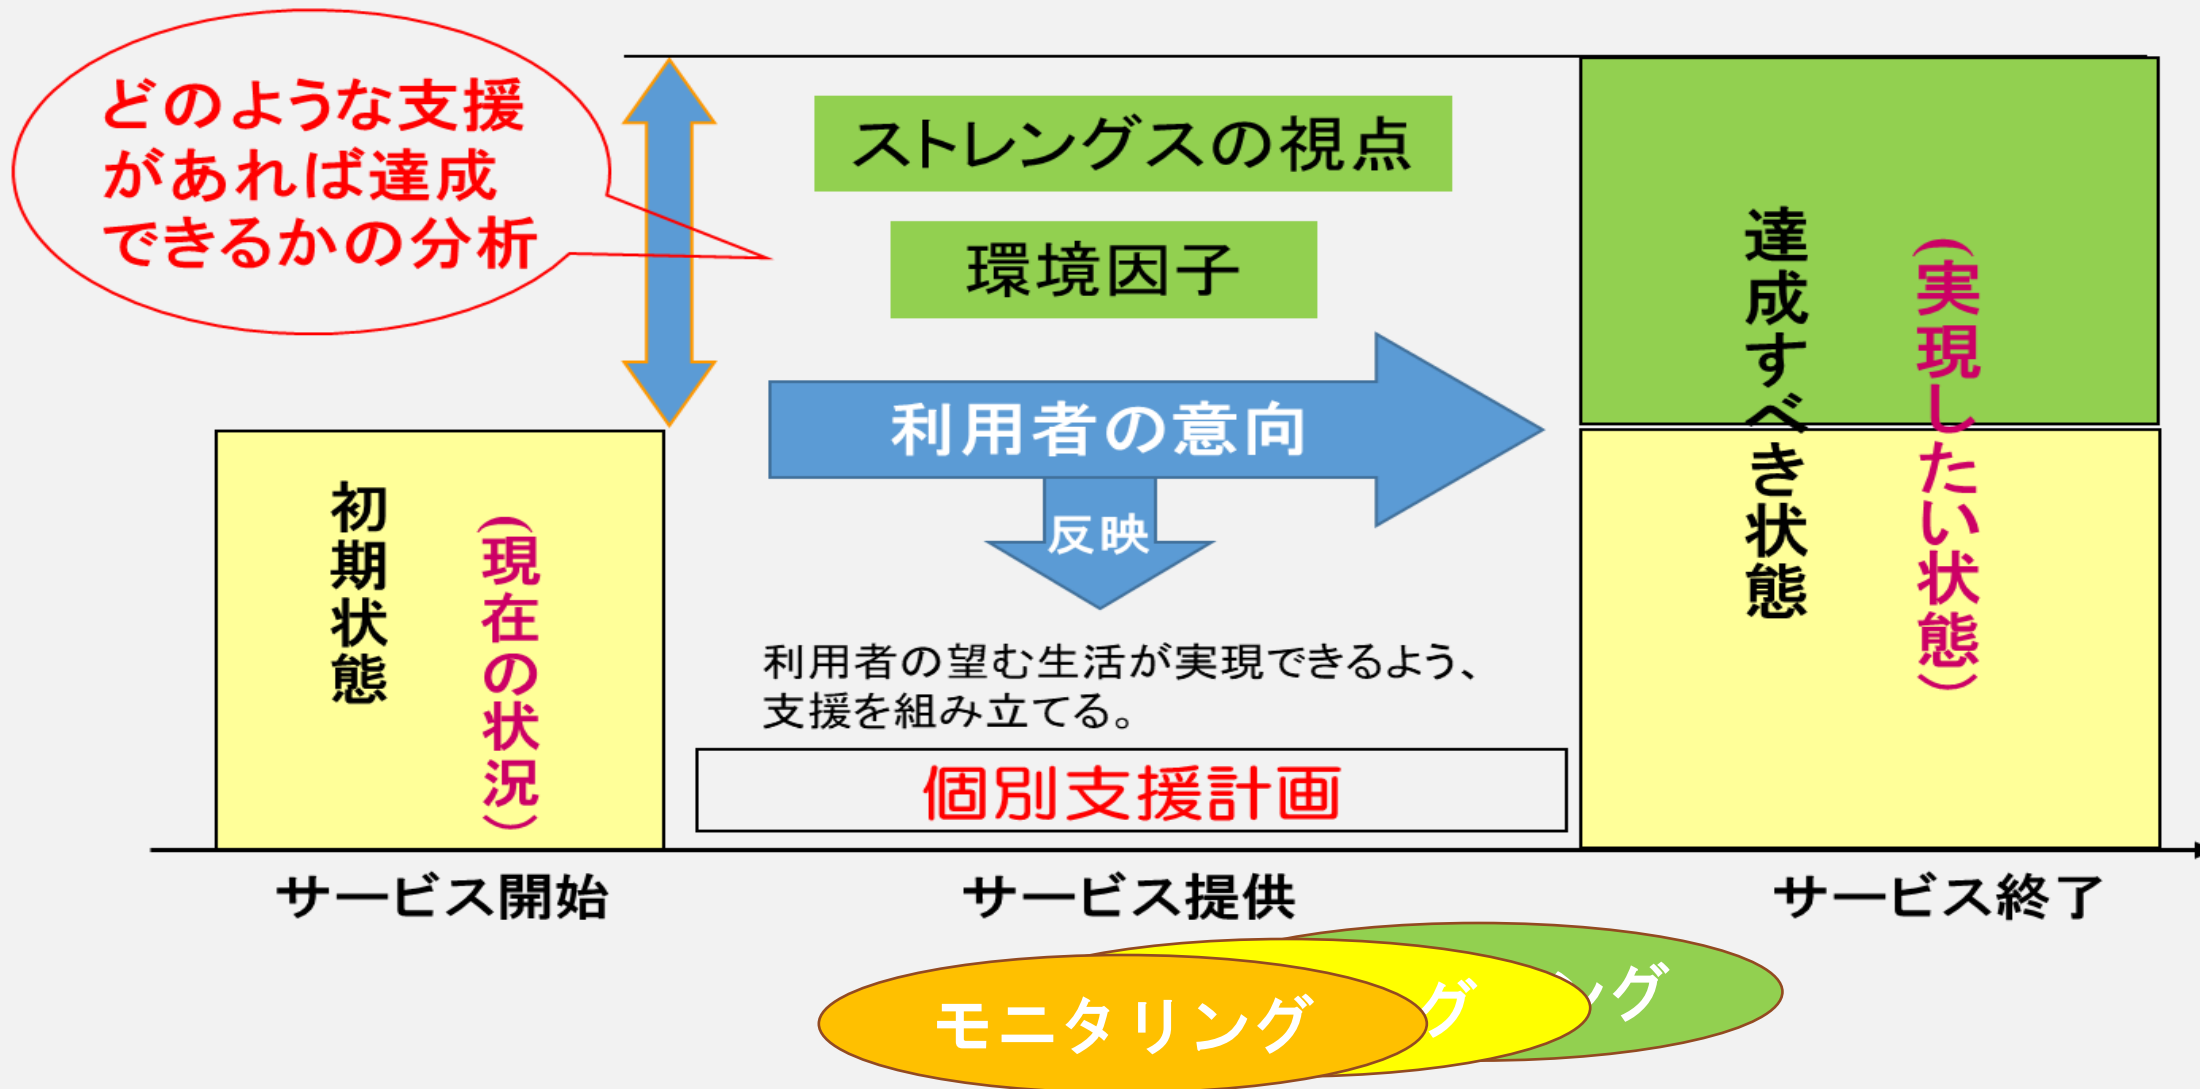 どのような支援
があれば達成
できるかの分析
ストレングスの視点
環境因子
利用者の意向
反映
利用者の望む生活が実現できるよう、
支援を組み立てる。
個別支援計画
初期状態
(現在の状況)
達成すべき状態
(実現したい状態)
サービス開始
サービス提供
サービス終了
モニタリング
グ
ング